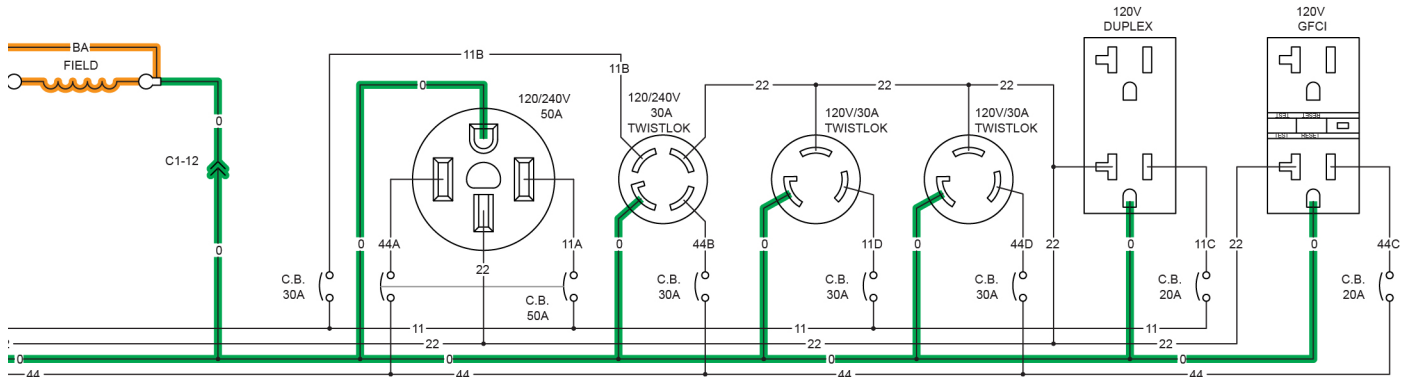 120V
DUPLEX
120V
GFCI
BA
FIELD
11B
11B
0
22
22
22
22
120/240V
50A
120/240V
30A
TWISTLOK
120V/30A
TWISTLOK
120V/30A
TWISTLOK
TEST
RESET
TEST
RESET
0
C1-12
0
0
44A
11A
0
44B
0
11D
0
44D
22
0
11C
22
0
44C
22
C.B.
30A
C.B.
50A
C.B.
30A
C.B.
30A
C.B.
30A
C.B.
20A
C.B.
20A
11
11
11
22
22
22
0
0
0
0
44
44
44
44